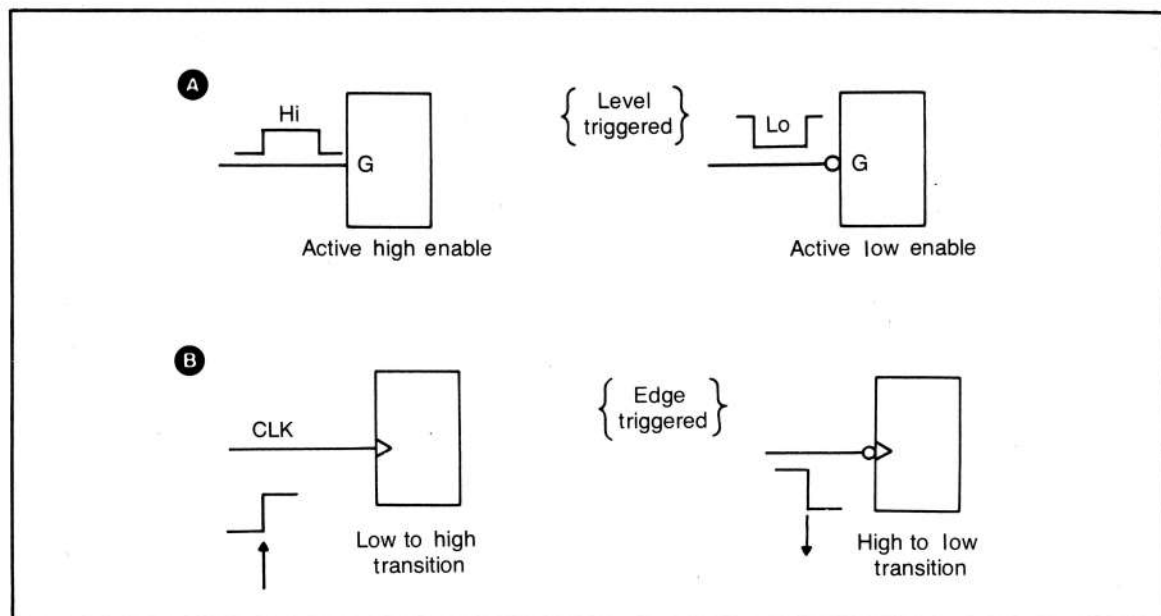 A
Hi
G
Active high enable
Level
triggered
Lo
G
Active low enable
B
CLK
Low to high
transition
Edge
triggered
High to low
transition